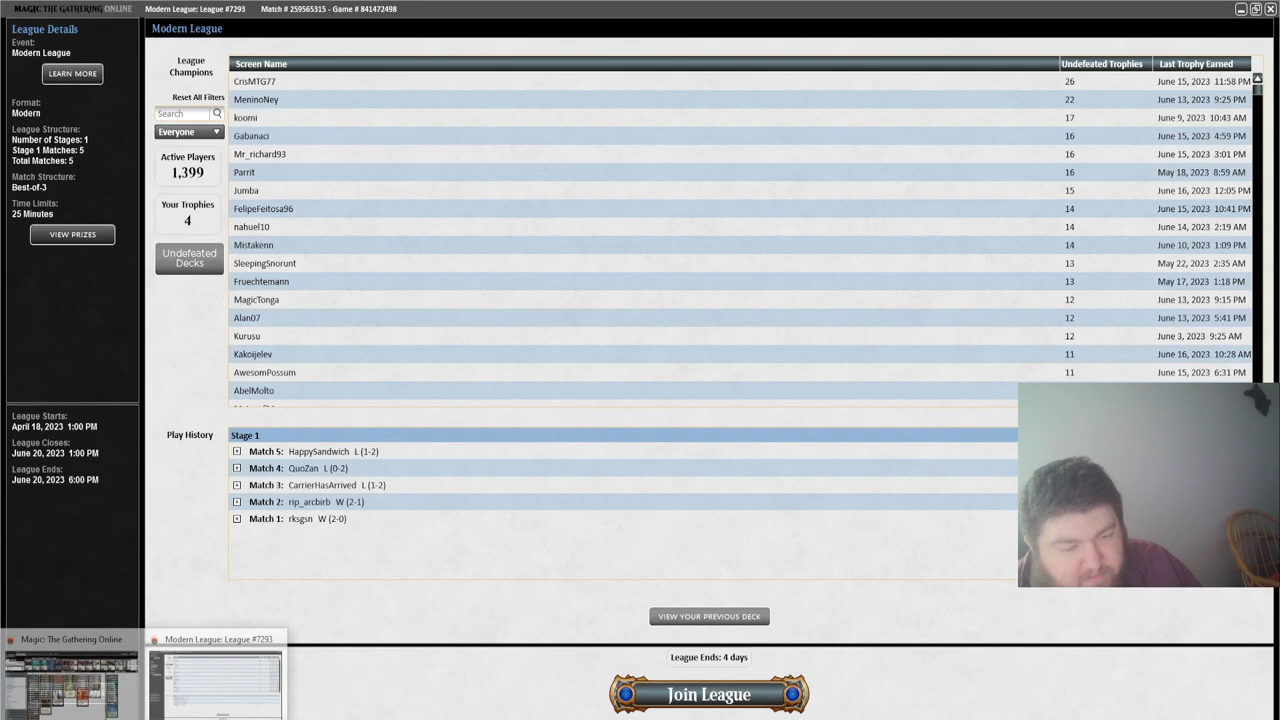 MAGIC THE GATHERING ONLINE Modern League: League #7293 Match # 259565315 - Game # 841472498
League Details
Event:
Modern League
LEARN MORE
Format:
Modern
League Structure:
Number of Stages: 1
Stage 1 Matches: 5
Total Matches: 5
Match Structure:
Best-of-3
Time Limits:
25 Minutes
VIEW PRIZES
League Starts:
April 18, 2023 1:00 PM
League Closes:
June 20, 2023 1:00 PM
League Ends:
June 20, 2023 6:00 PM
Modern League
League
Champions
Reset All Filters
Search
Everyone
Active Players
1,399
Your Trophies
4
Undefeated
Decks
Screen Name Undefeated Trophies Last Trophy Earned
CrisMTG77 26 June 15, 2023 11:58 PM
MeninoNey 22 June 13, 2023 9:25 PM
koomi 17 June 9, 2023 10:43 AM
Gabanaci 16 June 15, 2023 4:59 PM
Mr_richard93 16 June 15, 2023 3:01 PM
Parrit 16 May 18, 2023 8:59 AM
Jumba 15 June 16, 2023 12:05 PM
FelipeFeitosa96 14 June 15, 2023 10:41 PM
nahuel10 14 June 14, 2023 2:19 AM
Mistakenn 14 June 10, 2023 1:09 PM
SleepingSnorunt 13 May 22, 2023 2:35 AM
Fruechtemann 13 May 17, 2023 1:18 PM
MagicTonga 12 June 13, 2023 9:15 PM
Alan07 12 June 13, 2023 5:41 PM
Kurusu 12 June 3, 2023 9:25 AM
Kakoijelev 11 June 16, 2023 10:28 AM
AwesomPossum 11 June 15, 2023 6:31 PM
AbelMolto
Play History
Stage 1
Match 5: HappySandwich L (1-2)
Match 4: QuoZan L (0-2)
Match 3: CarrierHasArrived L (1-2)
Match 2: rip_arcbirb W (2-1)
Match 1: rksgsn W (2-0)
VIEW YOUR PREVIOUS DECK
League Ends: 4 days
Join League
Magic: The Gathering Online
Modern League: League #7293